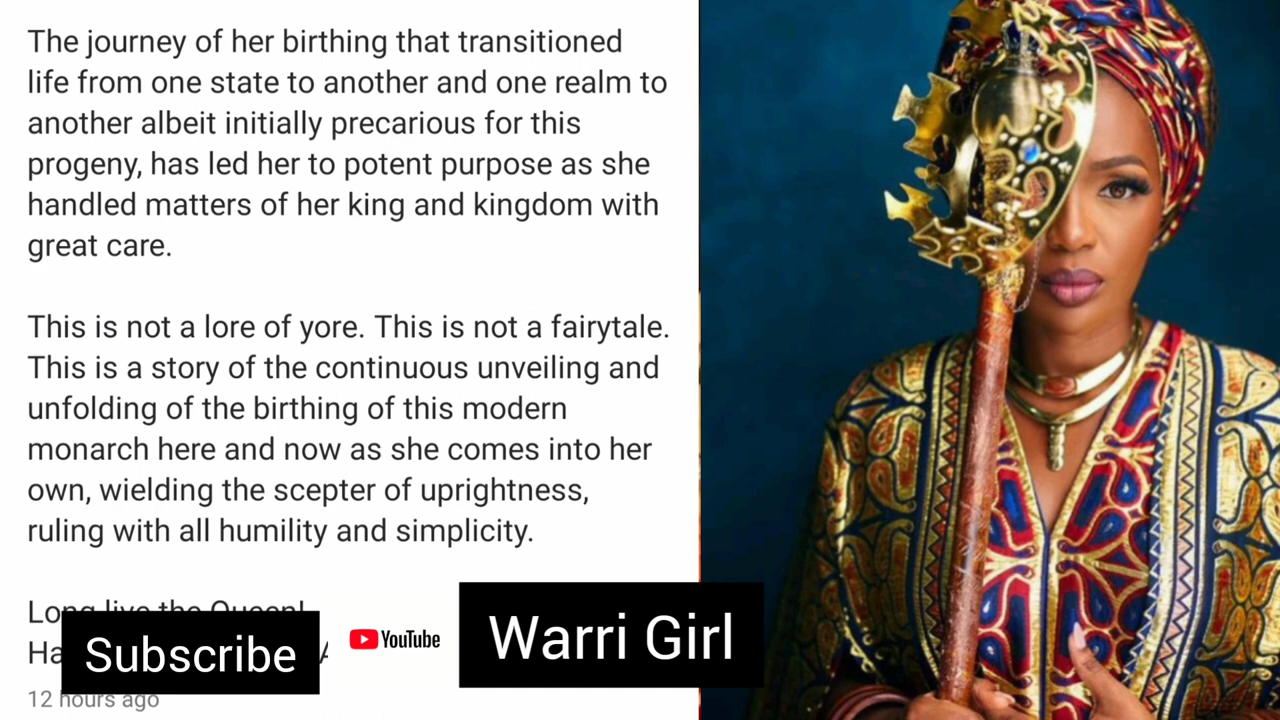 The journey of her birthing that transitioned
life from one state to another and one realm to
another albeit initially precarious for this
progeny, has led her to potent purpose as she
handled matters of her king and kingdom with
great care.
This is not a lore of yore. This is not a fairytale.
This is a story of the continuous unveiling and
unfolding of the birthing of this modern
monarch here and now as she comes into her
own, wielding the scepter of uprightness,
ruling with all humility and simplicity.
Long live the Queen!
Subscribe
YouTube
Warri Girl
12 hours ago